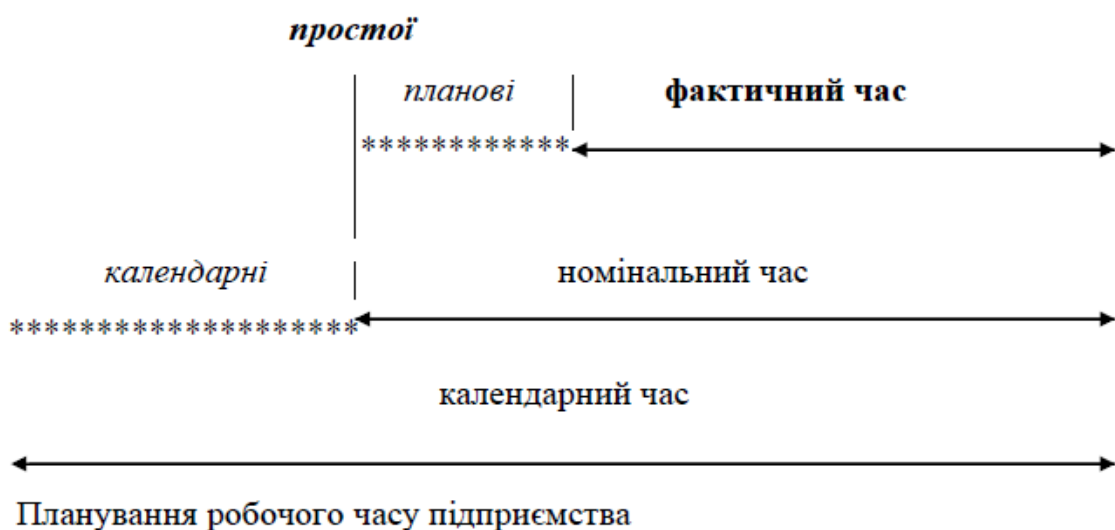 простої
планові фактичний час
************
календарні номінальний час
********************
календарний час
Планування робочого часу підприємства